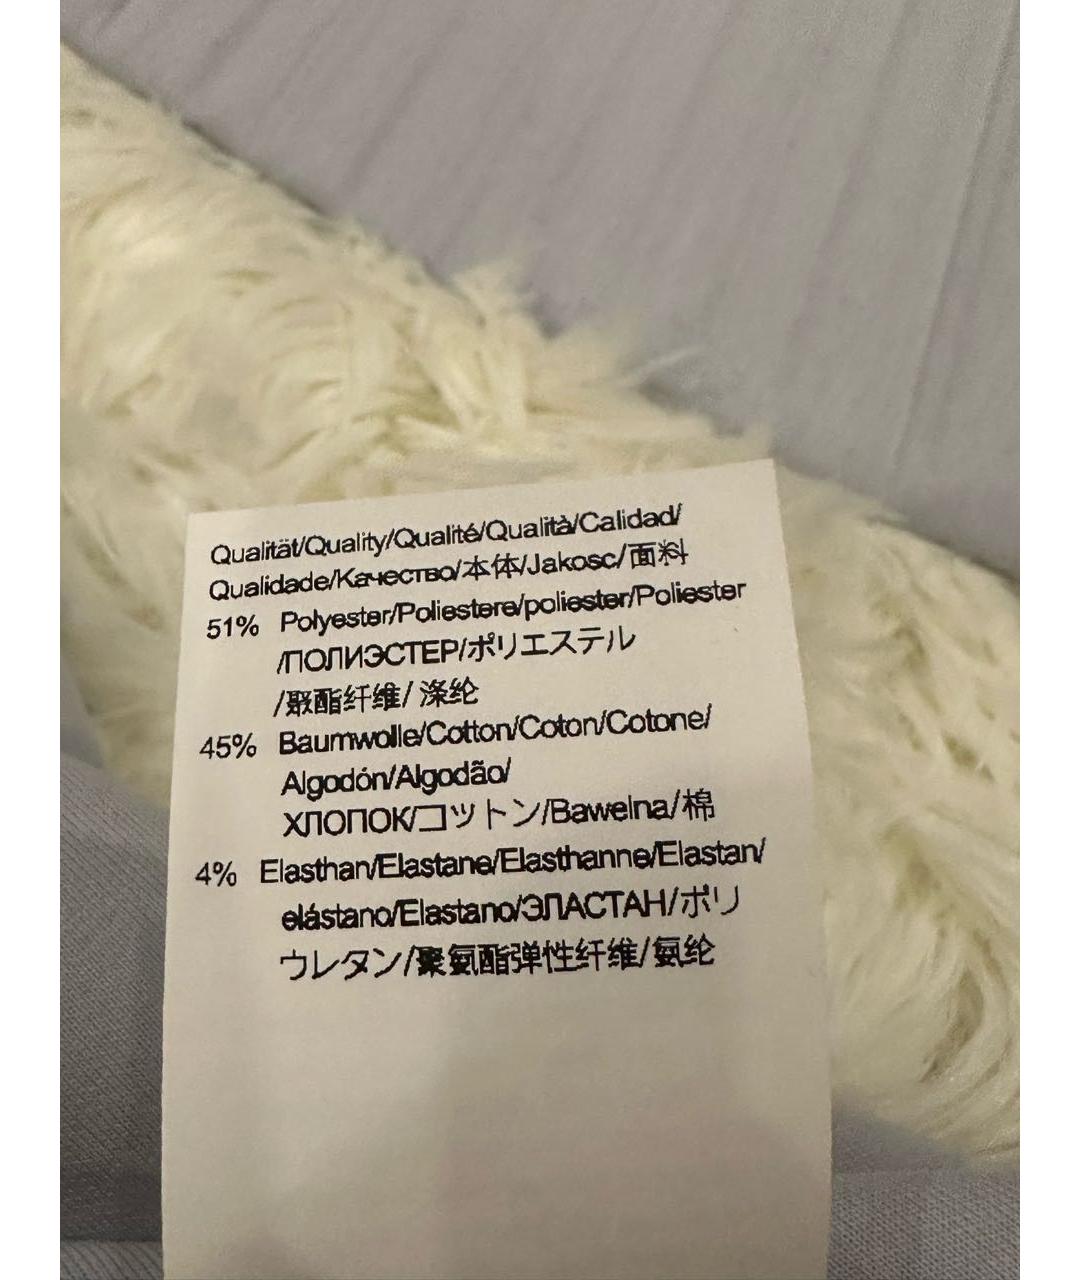 Qualität/Quality/Qualité/Qualità/Calidad/
Qualidade/Качество/本体/Jakosc/面料
51% Polyester/Poliestere/poliester/Poliester
/ПОЛИЭСТЕР/ポリエステル
/聚酯纤维/ 涤纶
45% Baumwolle/Cotton/Coton/Cotone/
Algodón/Algodão/
ХЛОПОК/コットン/Bawelna/棉
4% Elasthan/Elastane/Elasthanne/Elastan/
elástano/Elastano/ЭЛАСТАН/ポリ
ウレタン/聚氨酯弹性纤维/氨纶